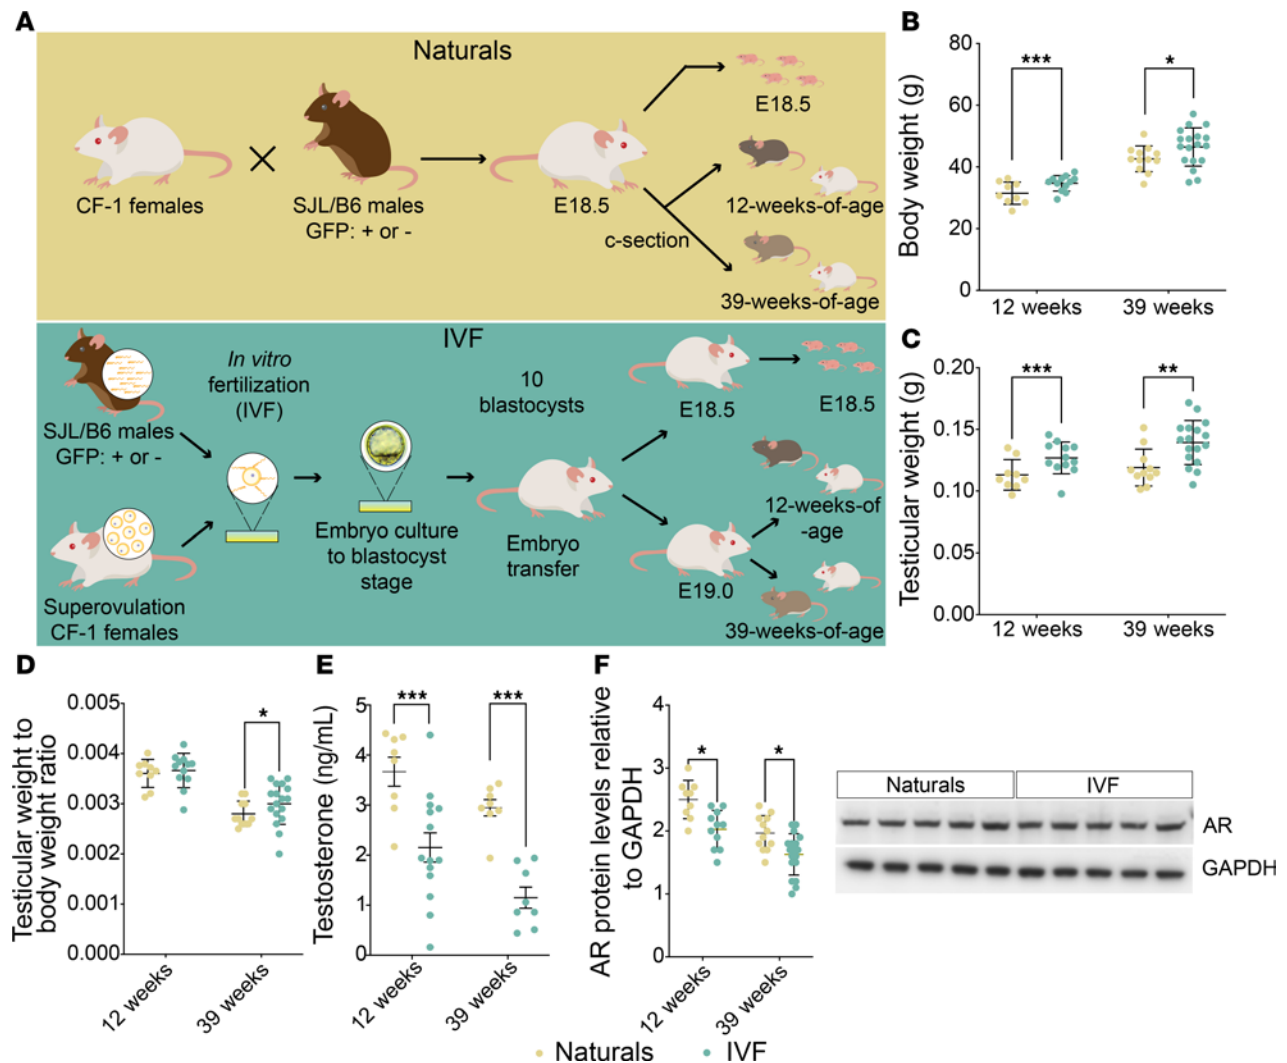 A
Naturals
CF-1 females
SJL/B6 males
GFP: + or -
E18.5
E18.5
12-weeks-of-age
c-section
39-weeks-of-age
IVF
SJL/B6 males
GFP: + or -
In vitro
fertilization
(IVF)
Superovulation
CF-1 females
Embryo culture
to blastocyst
stage
10
blastocysts
Embryo
transfer
E18.5
E18.5
E19.0
12-weeks-of
-age
39-weeks-of-age
B
Body weight (g)
80
60
40
20
0
***
*
12 weeks
39 weeks
C
Testicular weight (g)
0.20
0.15
0.10
0.05
0.00
***
**
12 weeks
39 weeks
D
Testicular weight to
body weight ratio
0.005
0.004
0.003
0.002
0.001
0.000
*
12 weeks
39 weeks
E
Testosterone (ng/mL)
5
4
3
2
1
0
***
***
12 weeks
39 weeks
F
AR protein levels relative
to GAPDH
4
3
2
1
0
*
*
12 weeks
39 weeks
Naturals
IVF
AR
GAPDH
Naturals
IVF